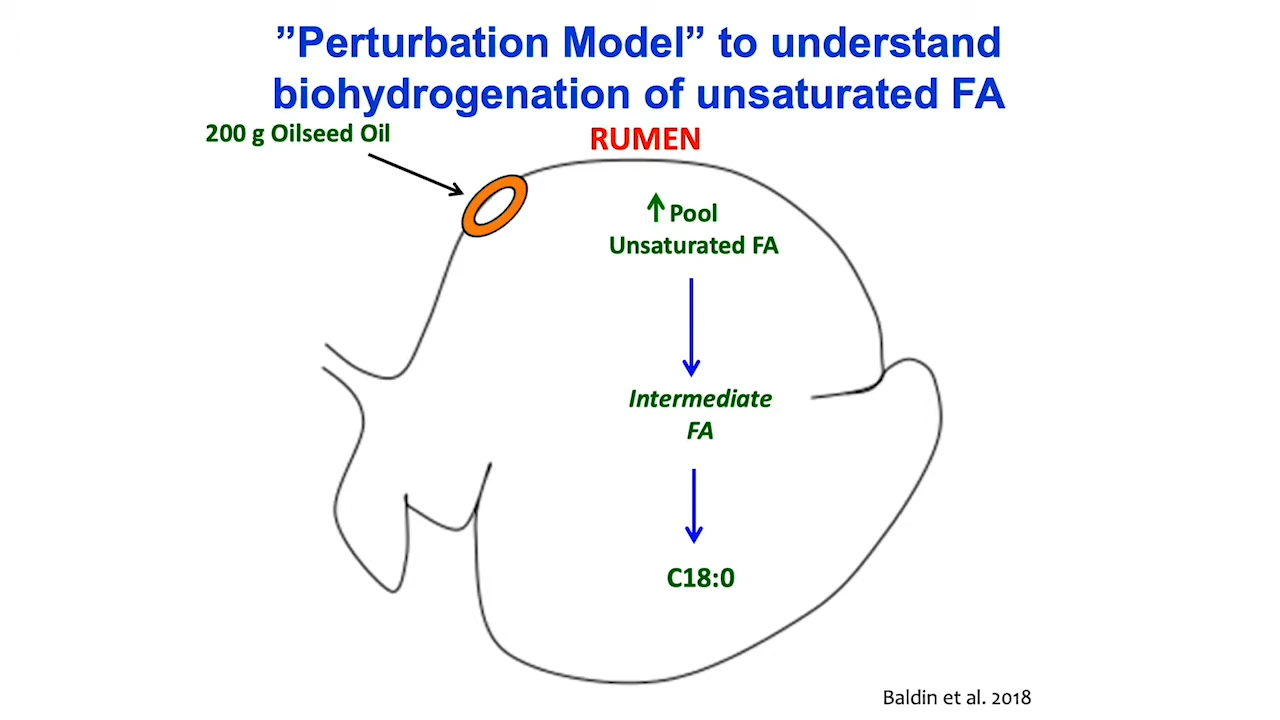 ”Perturbation Model” to understand
biohydrogenation of unsaturated FA
200 g Oilseed Oil
RUMEN
↑Pool
Unsaturated FA
Intermediate
FA
C18:0
Baldin et al. 2018